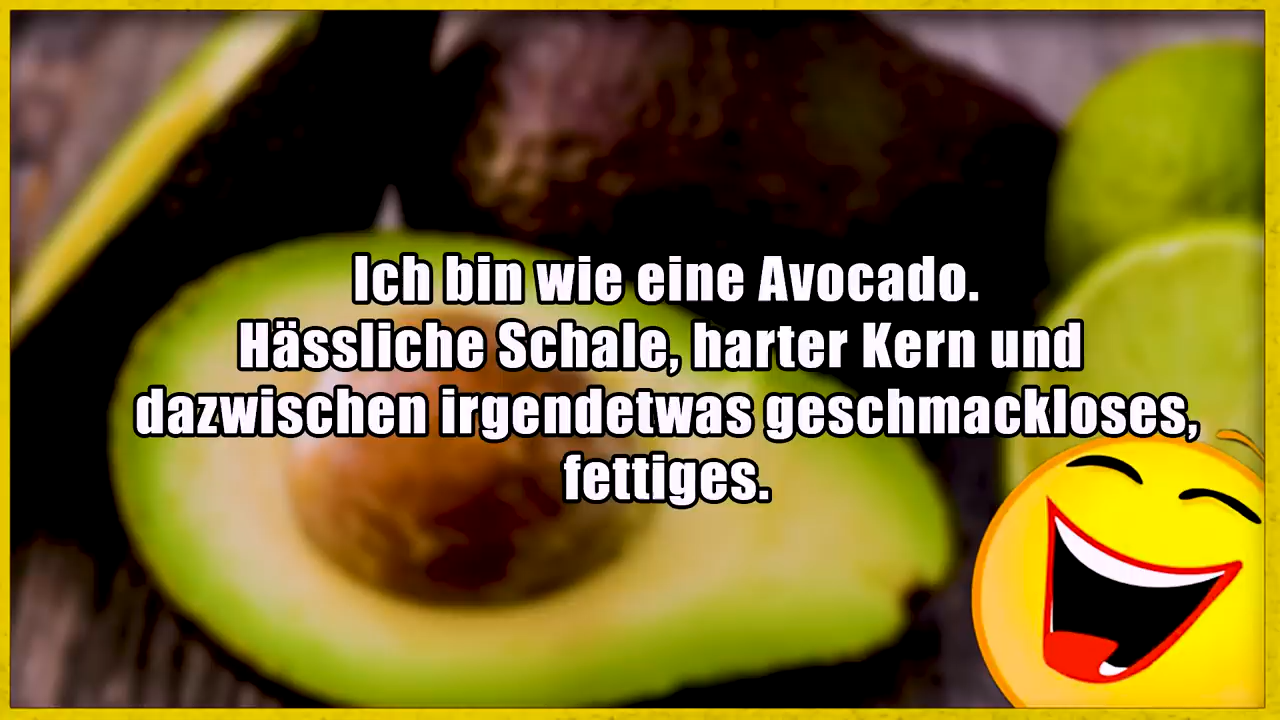 Ich bin wie eine Avocado.
Hässliche Schale, harter Kern und
dazwischen irgendetwas geschmackloses,
fettiges.